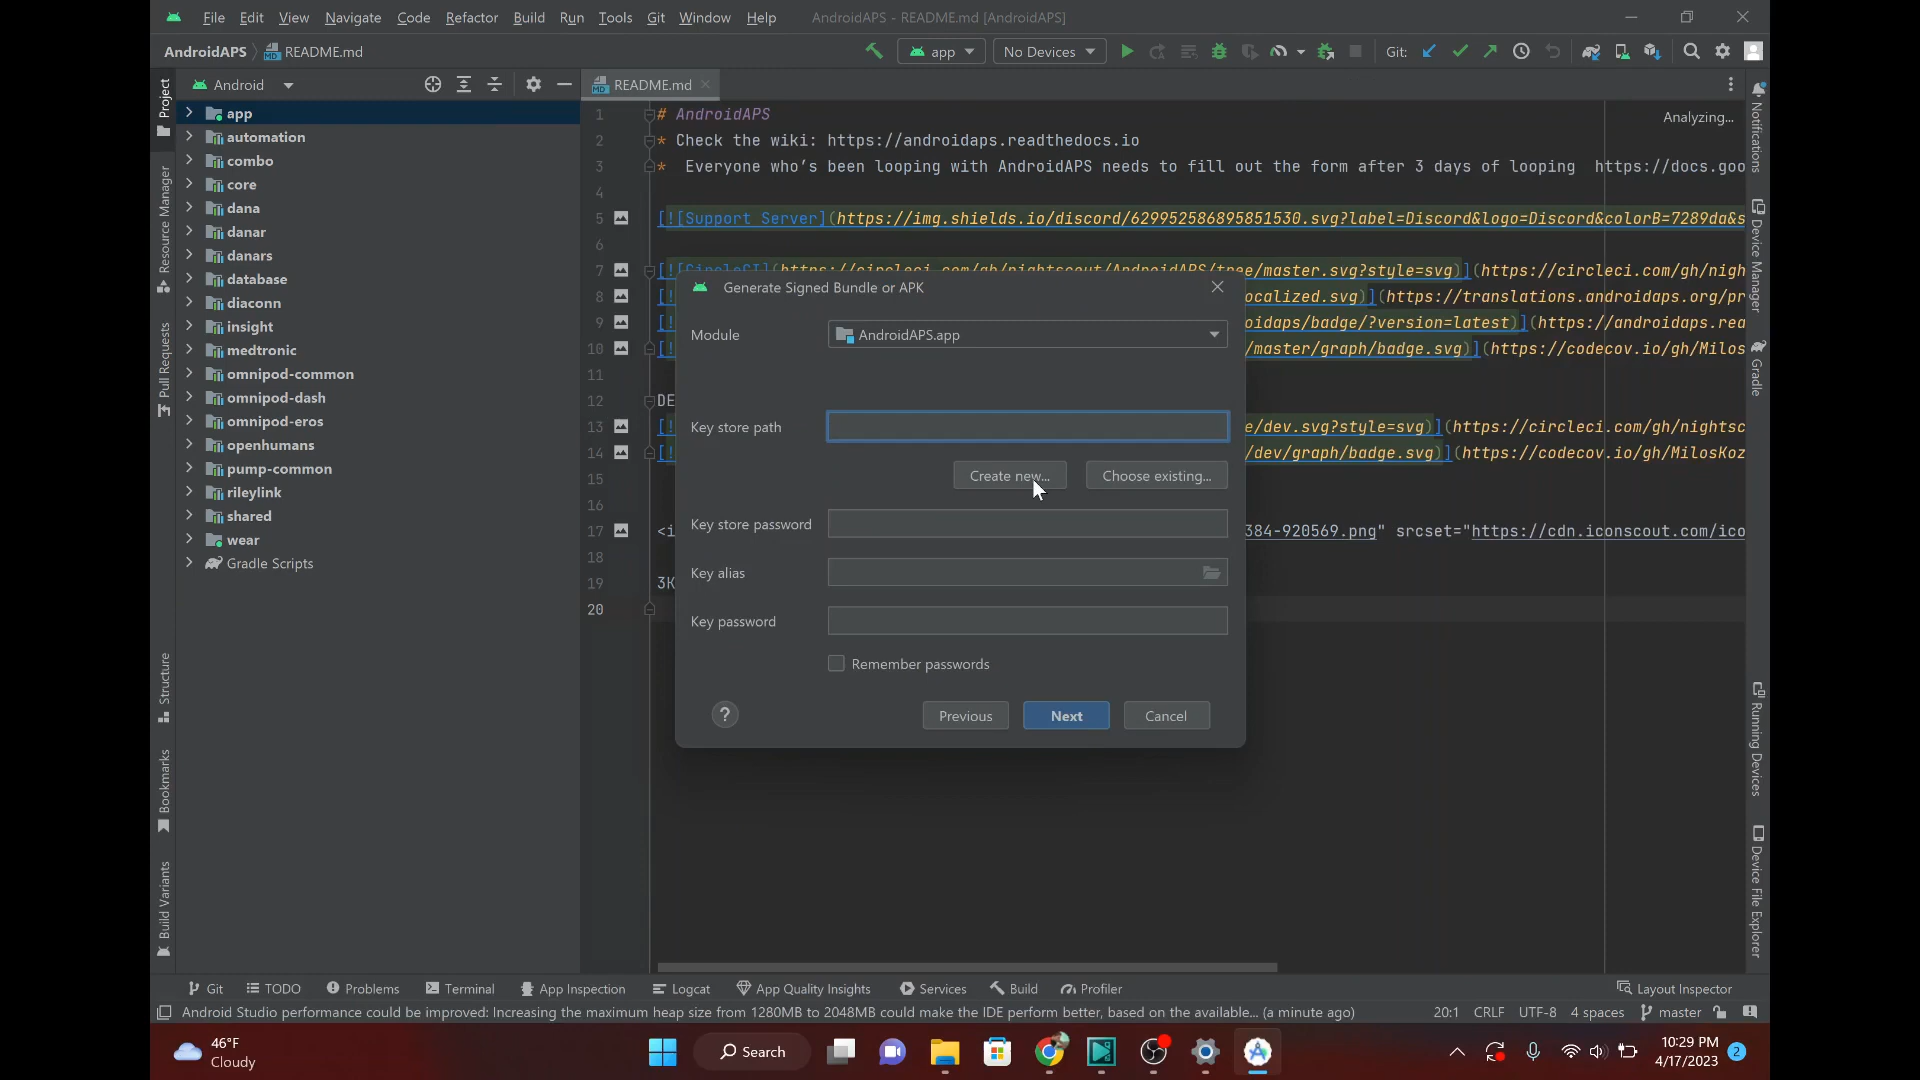 File Edit View Navigate Code Refactor Build Run Tools Git Window Help AndroidAPS - README.md [AndroidAPS]
AndroidAPS README.md app No Devices Git:
Android README.md
Project
Resource Manager
Pull Requests
Structure
Bookmarks
Build Variants
app
automation
combo
core
dana
danar
danars
database
diaconn
insight
medtronic
omnipod-common
omnipod-dash
omnipod-eros
openhumans
pump-common
rileylink
shared
wear
Gradle Scripts
Analyzing...
1 # AndroidAPS
2 * Check the wiki: https://androidaps.readthedocs.io
3 * Everyone who's been looping with AndroidAPS needs to fill out the form after 3 days of looping https://docs.goo
4
5 [![Support Server](https://img.shields.io/discord/629952586895851530.svg?label=Discord&logo=Discord&colorB=7289da&s
6
7 [![CircleCI](https://circleci.com/gh/nightscout/AndroidAPS/tree/master.svg?style=svg)](https://circleci.com/gh/nigh
8 [! ocalized.svg)](https://translations.androidaps.org/pr
9 [! oidaps/badge/?version=latest)](https://androidaps.rea
10 [! /master/graph/badge.svg)](https://codecov.io/gh/Milos
11
12 DE
13 [! e/dev.svg?style=svg)](https://circleci.com/gh/nightsc
14 [! /dev/graph/badge.svg)](https://codecov.io/gh/MilosKoz
15
16
17 <i 384-920569.png" srcset="https://cdn.iconscout.com/ico
18
19 3K
20
Generate Signed Bundle or APK
Module AndroidAPS.app
Key store path
Create new... Choose existing...
Key store password
Key alias
Key password
Remember passwords
? Previous Next Cancel
Notifications
Device Manager
Gradle
Running Devices
Device File Explorer
Git TODO Problems Terminal App Inspection Logcat App Quality Insights Services Build Profiler Layout Inspector
Android Studio performance could be improved: Increasing the maximum heap size from 1280MB to 2048MB could make the IDE perform better, based on the available... (a minute ago) 20:1 CRLF UTF-8 4 spaces master
46°F
Cloudy
Search
10:29 PM
4/17/2023
2